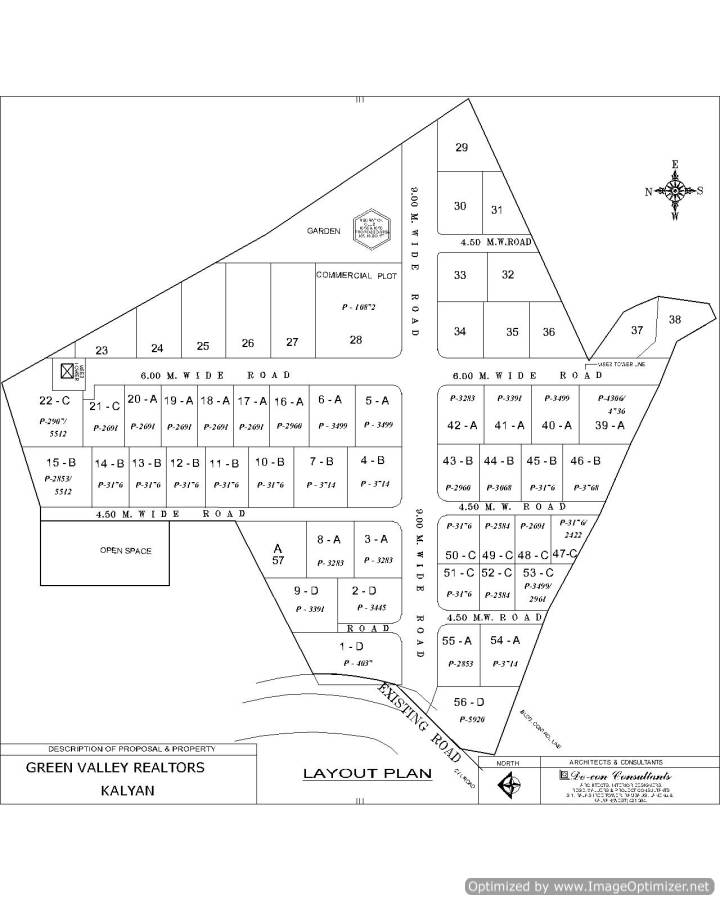 29
30
31
4.50 M.W.ROAD
E
N
S
W
GARDEN
9.00 M. WIDE ROAD
33
32
COMMERCIAL PLOT
P - 10872
28
23
24
25
26
27
34
35
36
37
38
6.00 M. WIDE ROAD
6.00 M. WIDE ROAD
TOWER LINE
22 - C
P-2907/
5512
21 - C
P-2691
20 - A
P-2691
19 - A
P-2691
18 - A
P-2691
17 - A
P-2691
16 - A
P-2960
6 - A
P-3499
5 - A
P-3499
P-3283
42 - A
P-3391
41 - A
P-3499
40 - A
P-4306/
4736
39 - A
15 - B
P-2853/
5512
14 - B
P-3176
13 - B
P-3176
12 - B
P-3176
11 - B
P-3176
10 - B
P-3176
7 - B
P-3714
4 - B
P-3714
43 - B
P-2960
44 - B
P-3068
45 - B
P-3176
46 - B
P-3768
4.50 M. WIDE ROAD
4.50 M. W. ROAD
OPEN SPACE
A
57
8 - A
P-3283
3 - A
P-3283
9.00 M. WIDE ROAD
P-3176
50 - C
P-2584
49 - C
P-2691
48 - C
P-3176/
2422
47-C
51 - C
P-3176
52 - C
P-2584
53 - C
P-3499/
2961
9 - D
P-3391
2 - D
P-3445
ROAD
4.50 M.W. ROAD
1 - D
P - 4037
55 - A
P-2853
54 - A
P-3714
56 - D
P-5920
EXISTING ROAD
DESCRIPTION OF PROPOSAL & PROPERTY
GREEN VALLEY REALTORS
KALYAN
LAYOUT PLAN
NORTH
ARCHITECTS & CONSULTANTS
De-con Consultants
Optimized by www.ImageOptimizer.net